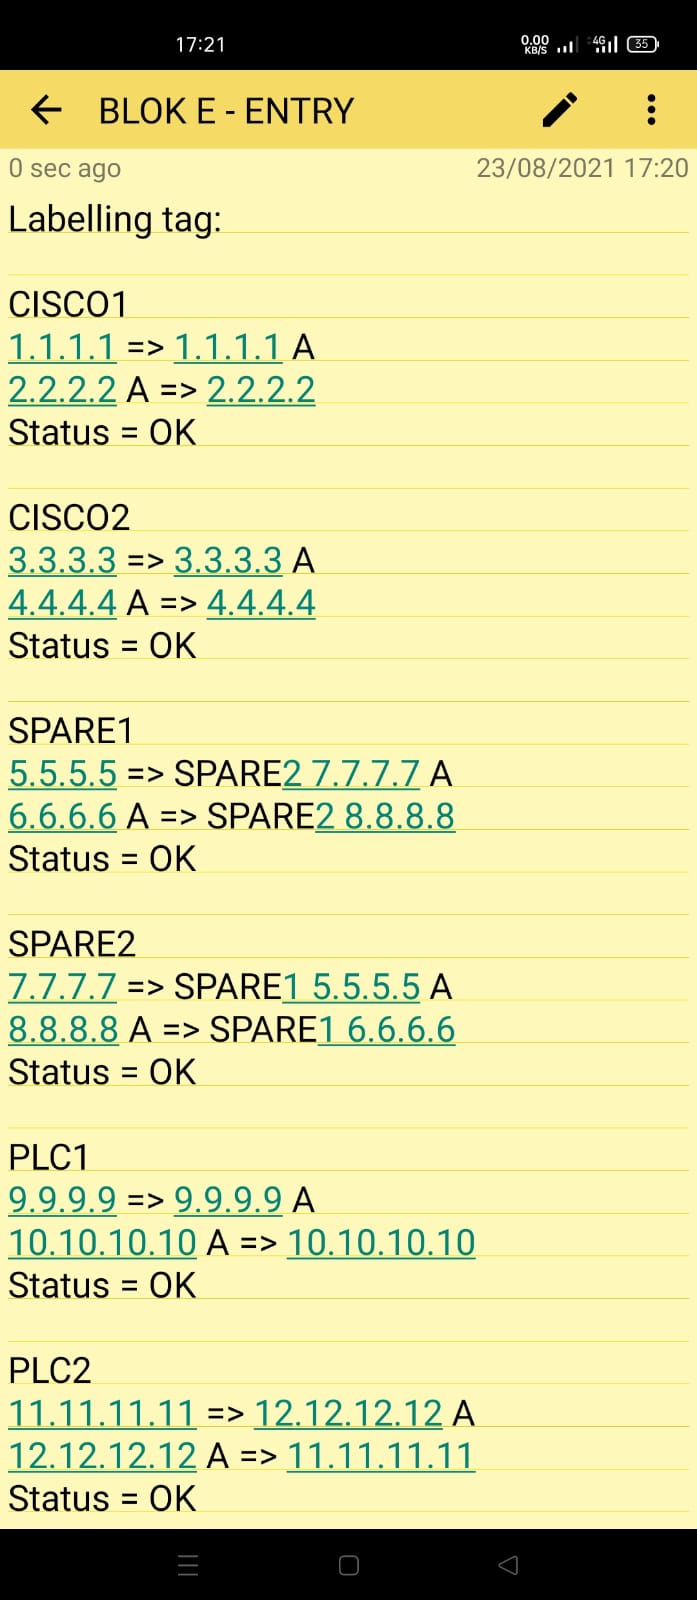 17:21
0.00 KB/S 4G 35
BLOK E - ENTRY
0 sec ago 23/08/2021 17:20
Labelling tag:
CISCO1
1.1.1.1 => 1.1.1.1 A
2.2.2.2 A => 2.2.2.2
Status = OK
CISCO2
3.3.3.3 => 3.3.3.3 A
4.4.4.4 A => 4.4.4.4
Status = OK
SPARE1
5.5.5.5 => SPARE2 7.7.7.7 A
6.6.6.6 A => SPARE2 8.8.8.8
Status = OK
SPARE2
7.7.7.7 => SPARE1 5.5.5.5 A
8.8.8.8 A => SPARE1 6.6.6.6
Status = OK
PLC1
9.9.9.9 => 9.9.9.9 A
10.10.10.10 A => 10.10.10.10
Status = OK
PLC2
11.11.11.11 => 12.12.12.12 A
12.12.12.12 A => 11.11.11.11
Status = OK